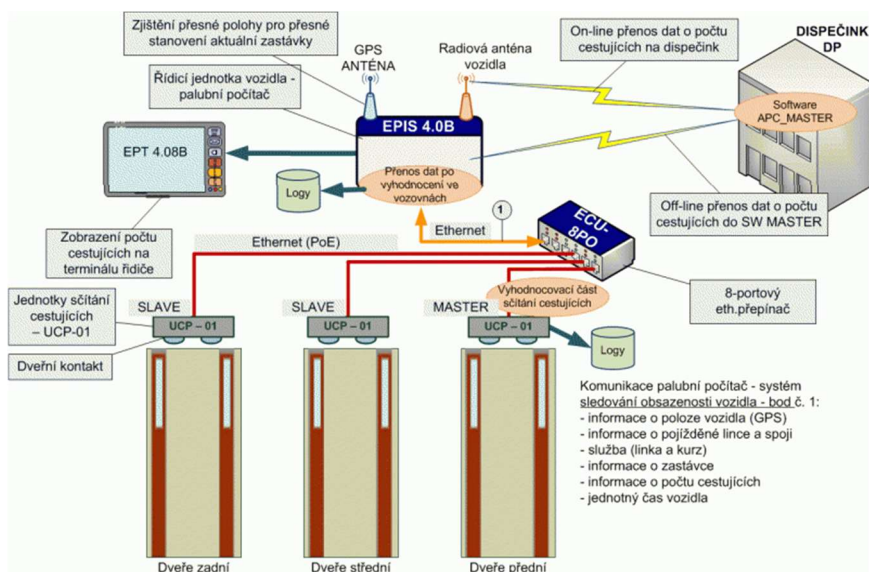 Zjištění přesné polohy pro přesné
stanovení aktuální zastávky
GPS
ANTÉNA
Radiová anténa
vozidla
On-line přenos dat o počtu
cestujících na dispečink
DISPEČINK
DP
Řídicí jednotka vozidla -
palubní počítač
EPIS 4.0B
Software
APC_MASTER
EPT 4.08B
Logy
Přenos dat po
vyhodnocení ve
vozovnách
Off-line přenos dat o počtu
cestujících do SW MASTER
1
Ethernet
ECU-
8PO
Zobrazení počtu
cestujících na
terminálu řidiče
Ethernet (PoE)
8-portový
eth.přepínač
Jednotky sčítání
cestujících
– UCP-01
SLAVE
SLAVE
MASTER
Vyhodnocovací část
sčítání cestujících
UCP – 01
UCP – 01
UCP – 01
Dveřní kontakt
Logy
Komunikace palubní počítač - systém
sledování obsazenosti vozidla - bod č. 1:
- informace o poloze vozidla (GPS)
- informace o pojížděné lince a spoji
- služba (linka a kurz)
- informace o zastávce
- informace o počtu cestujících
- jednotný čas vozidla
Dveře zadní
Dveře střední
Dveře přední